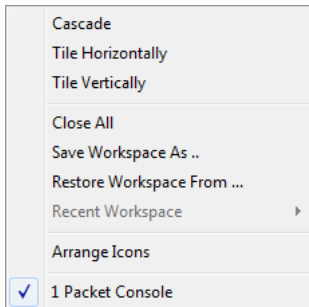 Cascade
Tile Horizontally
Tile Vertically
Close All
Save Workspace As ..
Restore Workspace From ...
Recent Workspace
Arrange Icons
1 Packet Console